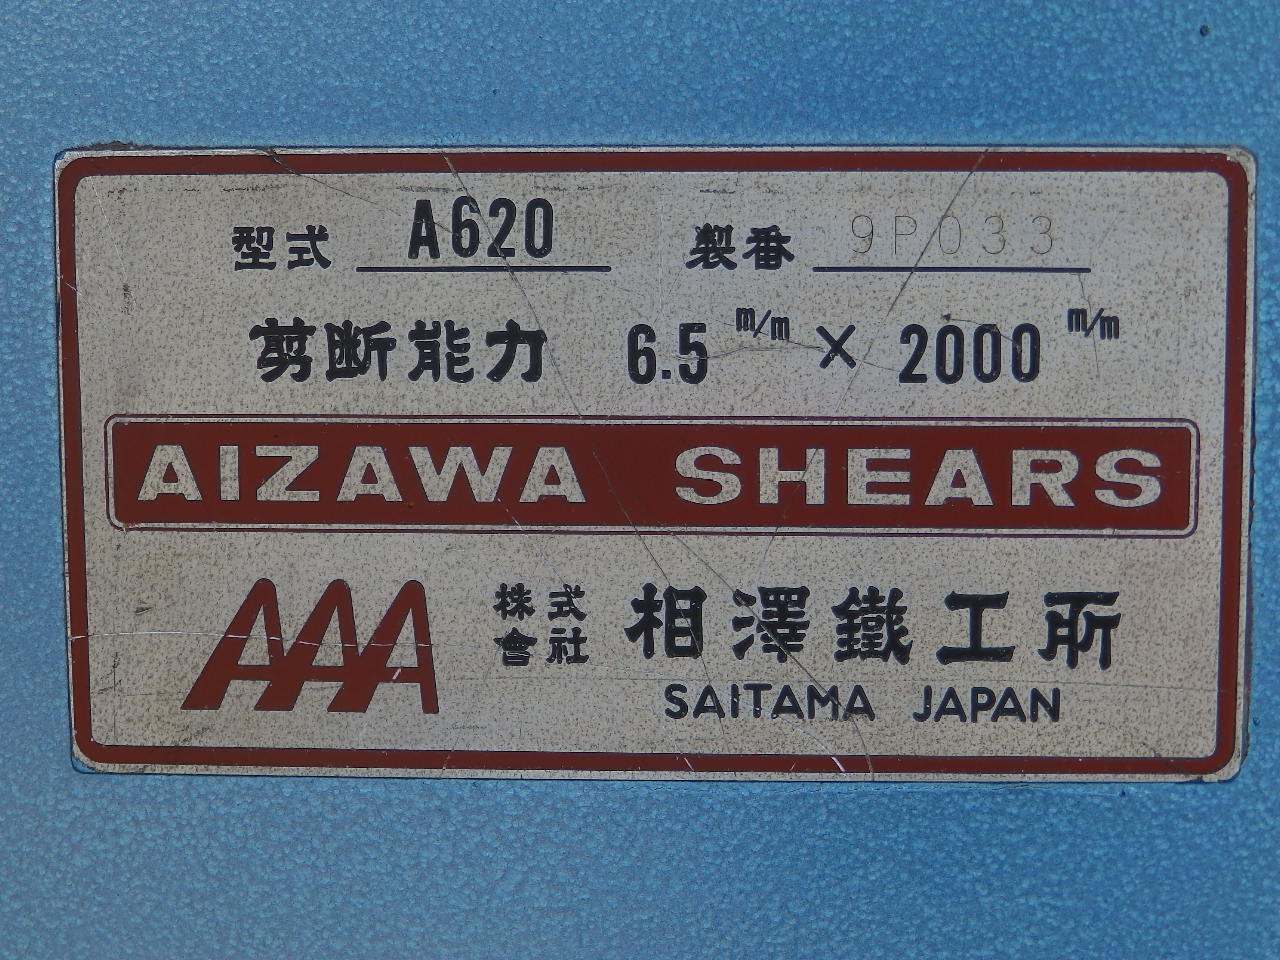 型式 A620 製番 9P033
剪断能力 6.5 m/m × 2000 m/m
AIZAWA SHEARS
AAA 株式會社 相澤鐵工所
SAITAMA JAPAN